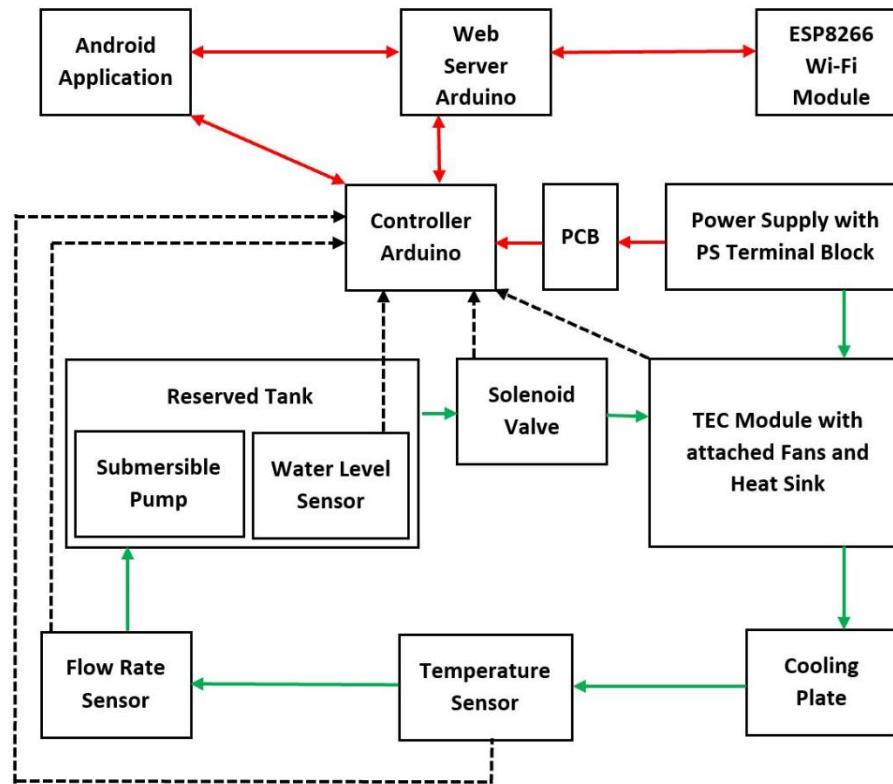 Android
Application
Web
Server
Arduino
ESP8266
Wi-Fi
Module
Controller
Arduino
PCB
Power Supply with
PS Terminal Block
Reserved Tank
Submersible
Pump
Water Level
Sensor
Solenoid
Valve
TEC Module with
attached Fans and
Heat Sink
Flow Rate
Sensor
Temperature
Sensor
Cooling
Plate